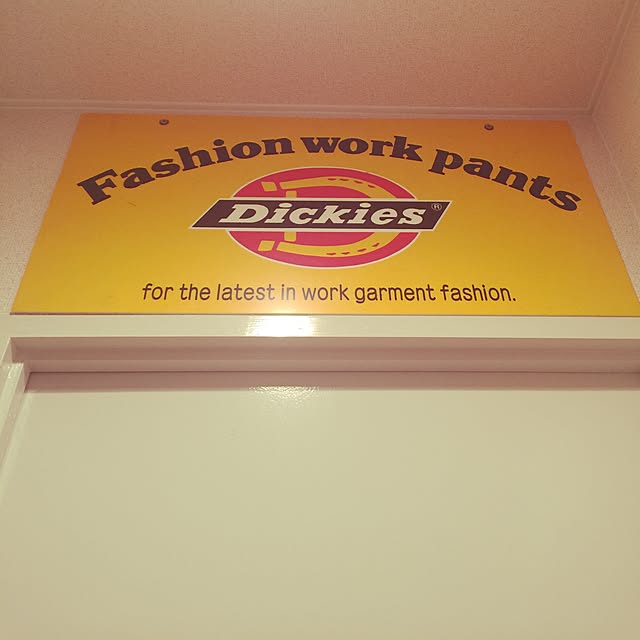 Fashion work pants
Dickies®
for the latest in work garment fashion.